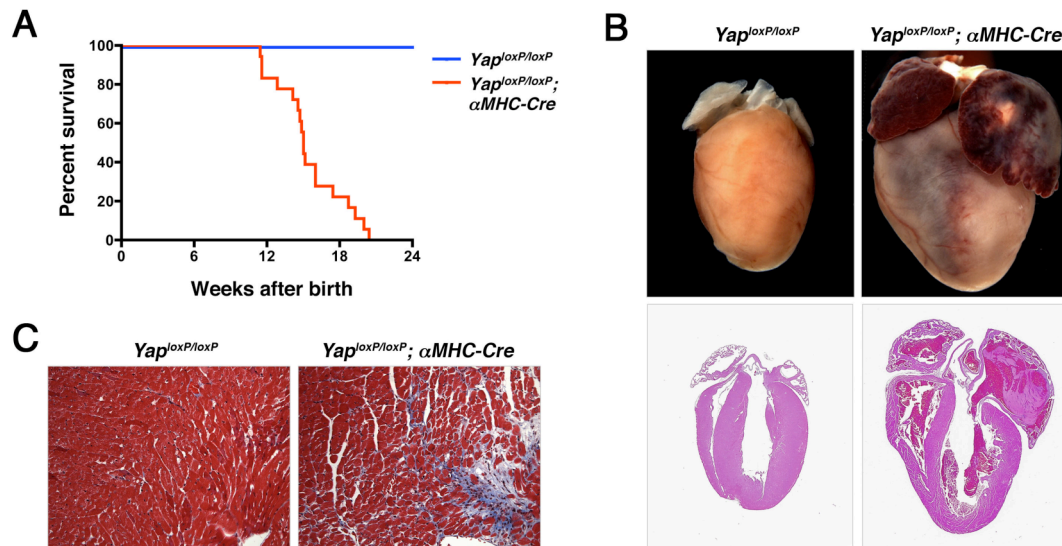 A
Percent survival
100
80
60
40
20
0
0 6 12 18 24
Weeks after birth
Yap^loxP/loxP
Yap^loxP/loxP;
αMHC-Cre
B
Yap^loxP/loxP
Yap^loxP/loxP; αMHC-Cre
C
Yap^loxP/loxP
Yap^loxP/loxP; αMHC-Cre